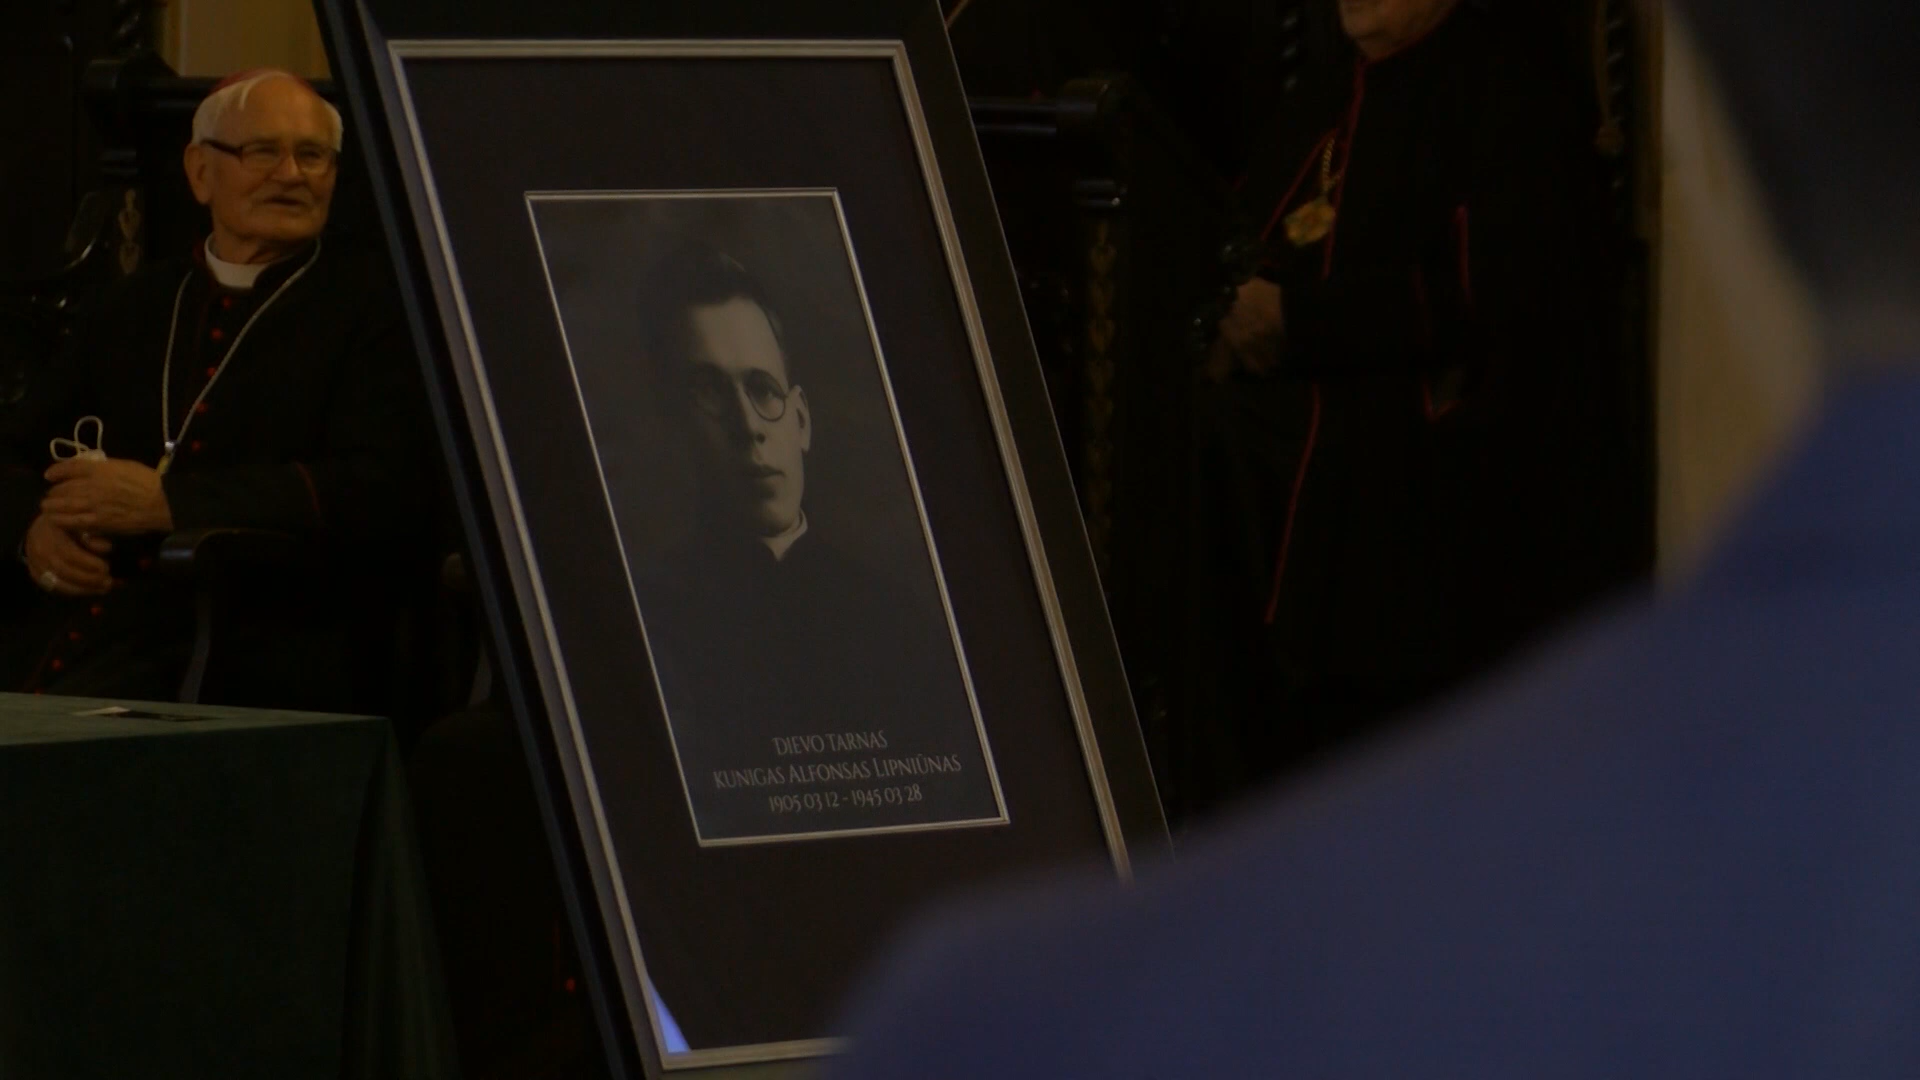 DIEVO TARNAS
KUNIGAS ALFONSAS LIPNIŪNAS
1905 03 12 - 1945 03 28